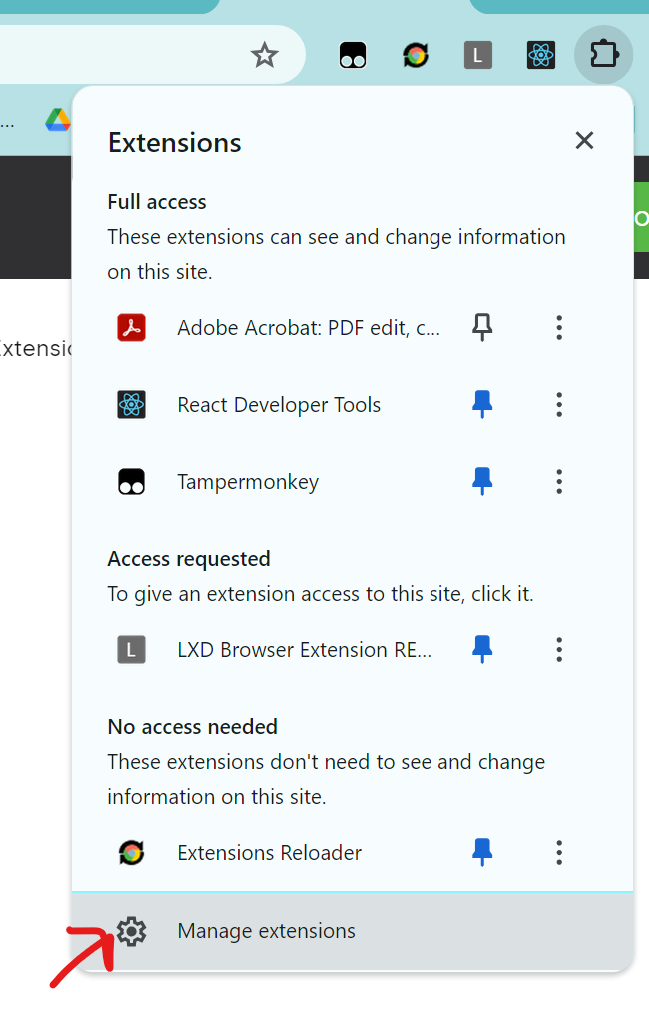 L
...
Extensions
Full access
These extensions can see and change information
on this site.
Adobe Acrobat: PDF edit, c...
React Developer Tools
Tampermonkey
Access requested
To give an extension access to this site, click it.
L LXD Browser Extension RE...
No access needed
These extensions don't need to see and change
information on this site.
Extensions Reloader
Manage extensions